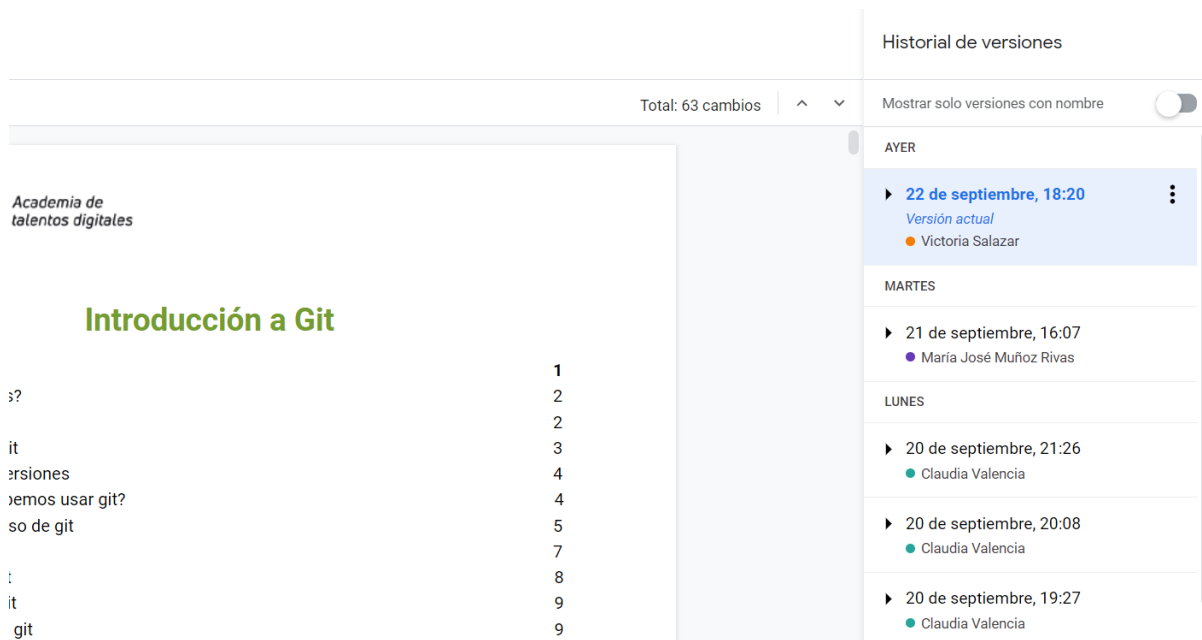 Historial de versiones
Total: 63 cambios
Mostrar solo versiones con nombre
Academia de
talentos digitales
Introducción a Git
1
s? 2
2
it 3
ersiones 4
bemos usar git? 4
so de git 5
7
t 8
it 9
git 9
AYER
22 de septiembre, 18:20
Versión actual
Victoria Salazar
MARTES
21 de septiembre, 16:07
María José Muñoz Rivas
LUNES
20 de septiembre, 21:26
Claudia Valencia
20 de septiembre, 20:08
Claudia Valencia
20 de septiembre, 19:27
Claudia Valencia